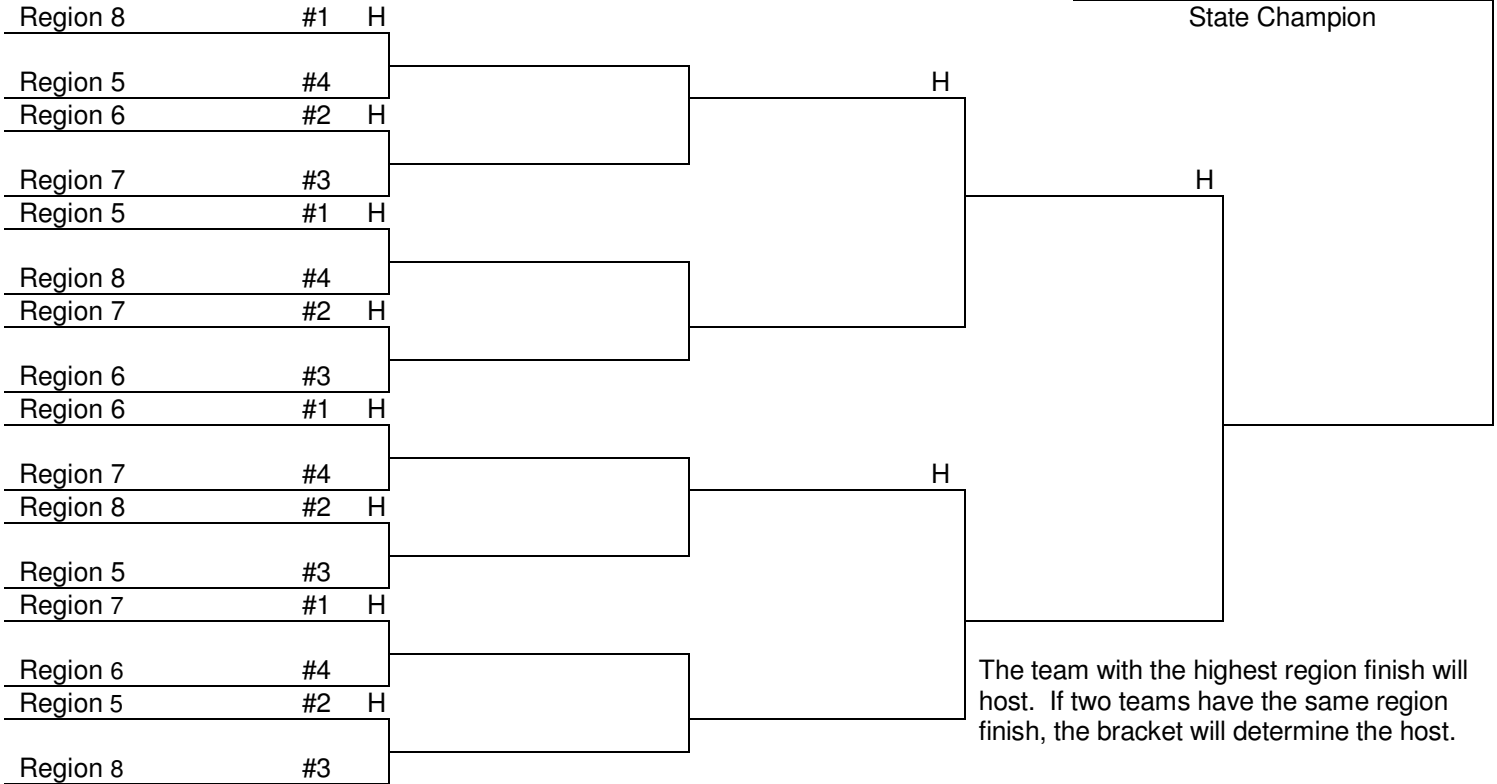 Region 8 #1 H
State Champion
Region 5 #4
H
Region 6 #2 H
Region 7 #3
H
Region 5 #1 H
Region 8 #4
Region 7 #2 H
Region 6 #3
Region 6 #1 H
Region 7 #4
H
Region 8 #2 H
Region 5 #3
Region 7 #1 H
Region 6 #4
Region 5 #2 H
Region 8 #3
The team with the highest region finish will
host. If two teams have the same region
finish, the bracket will determine the host.